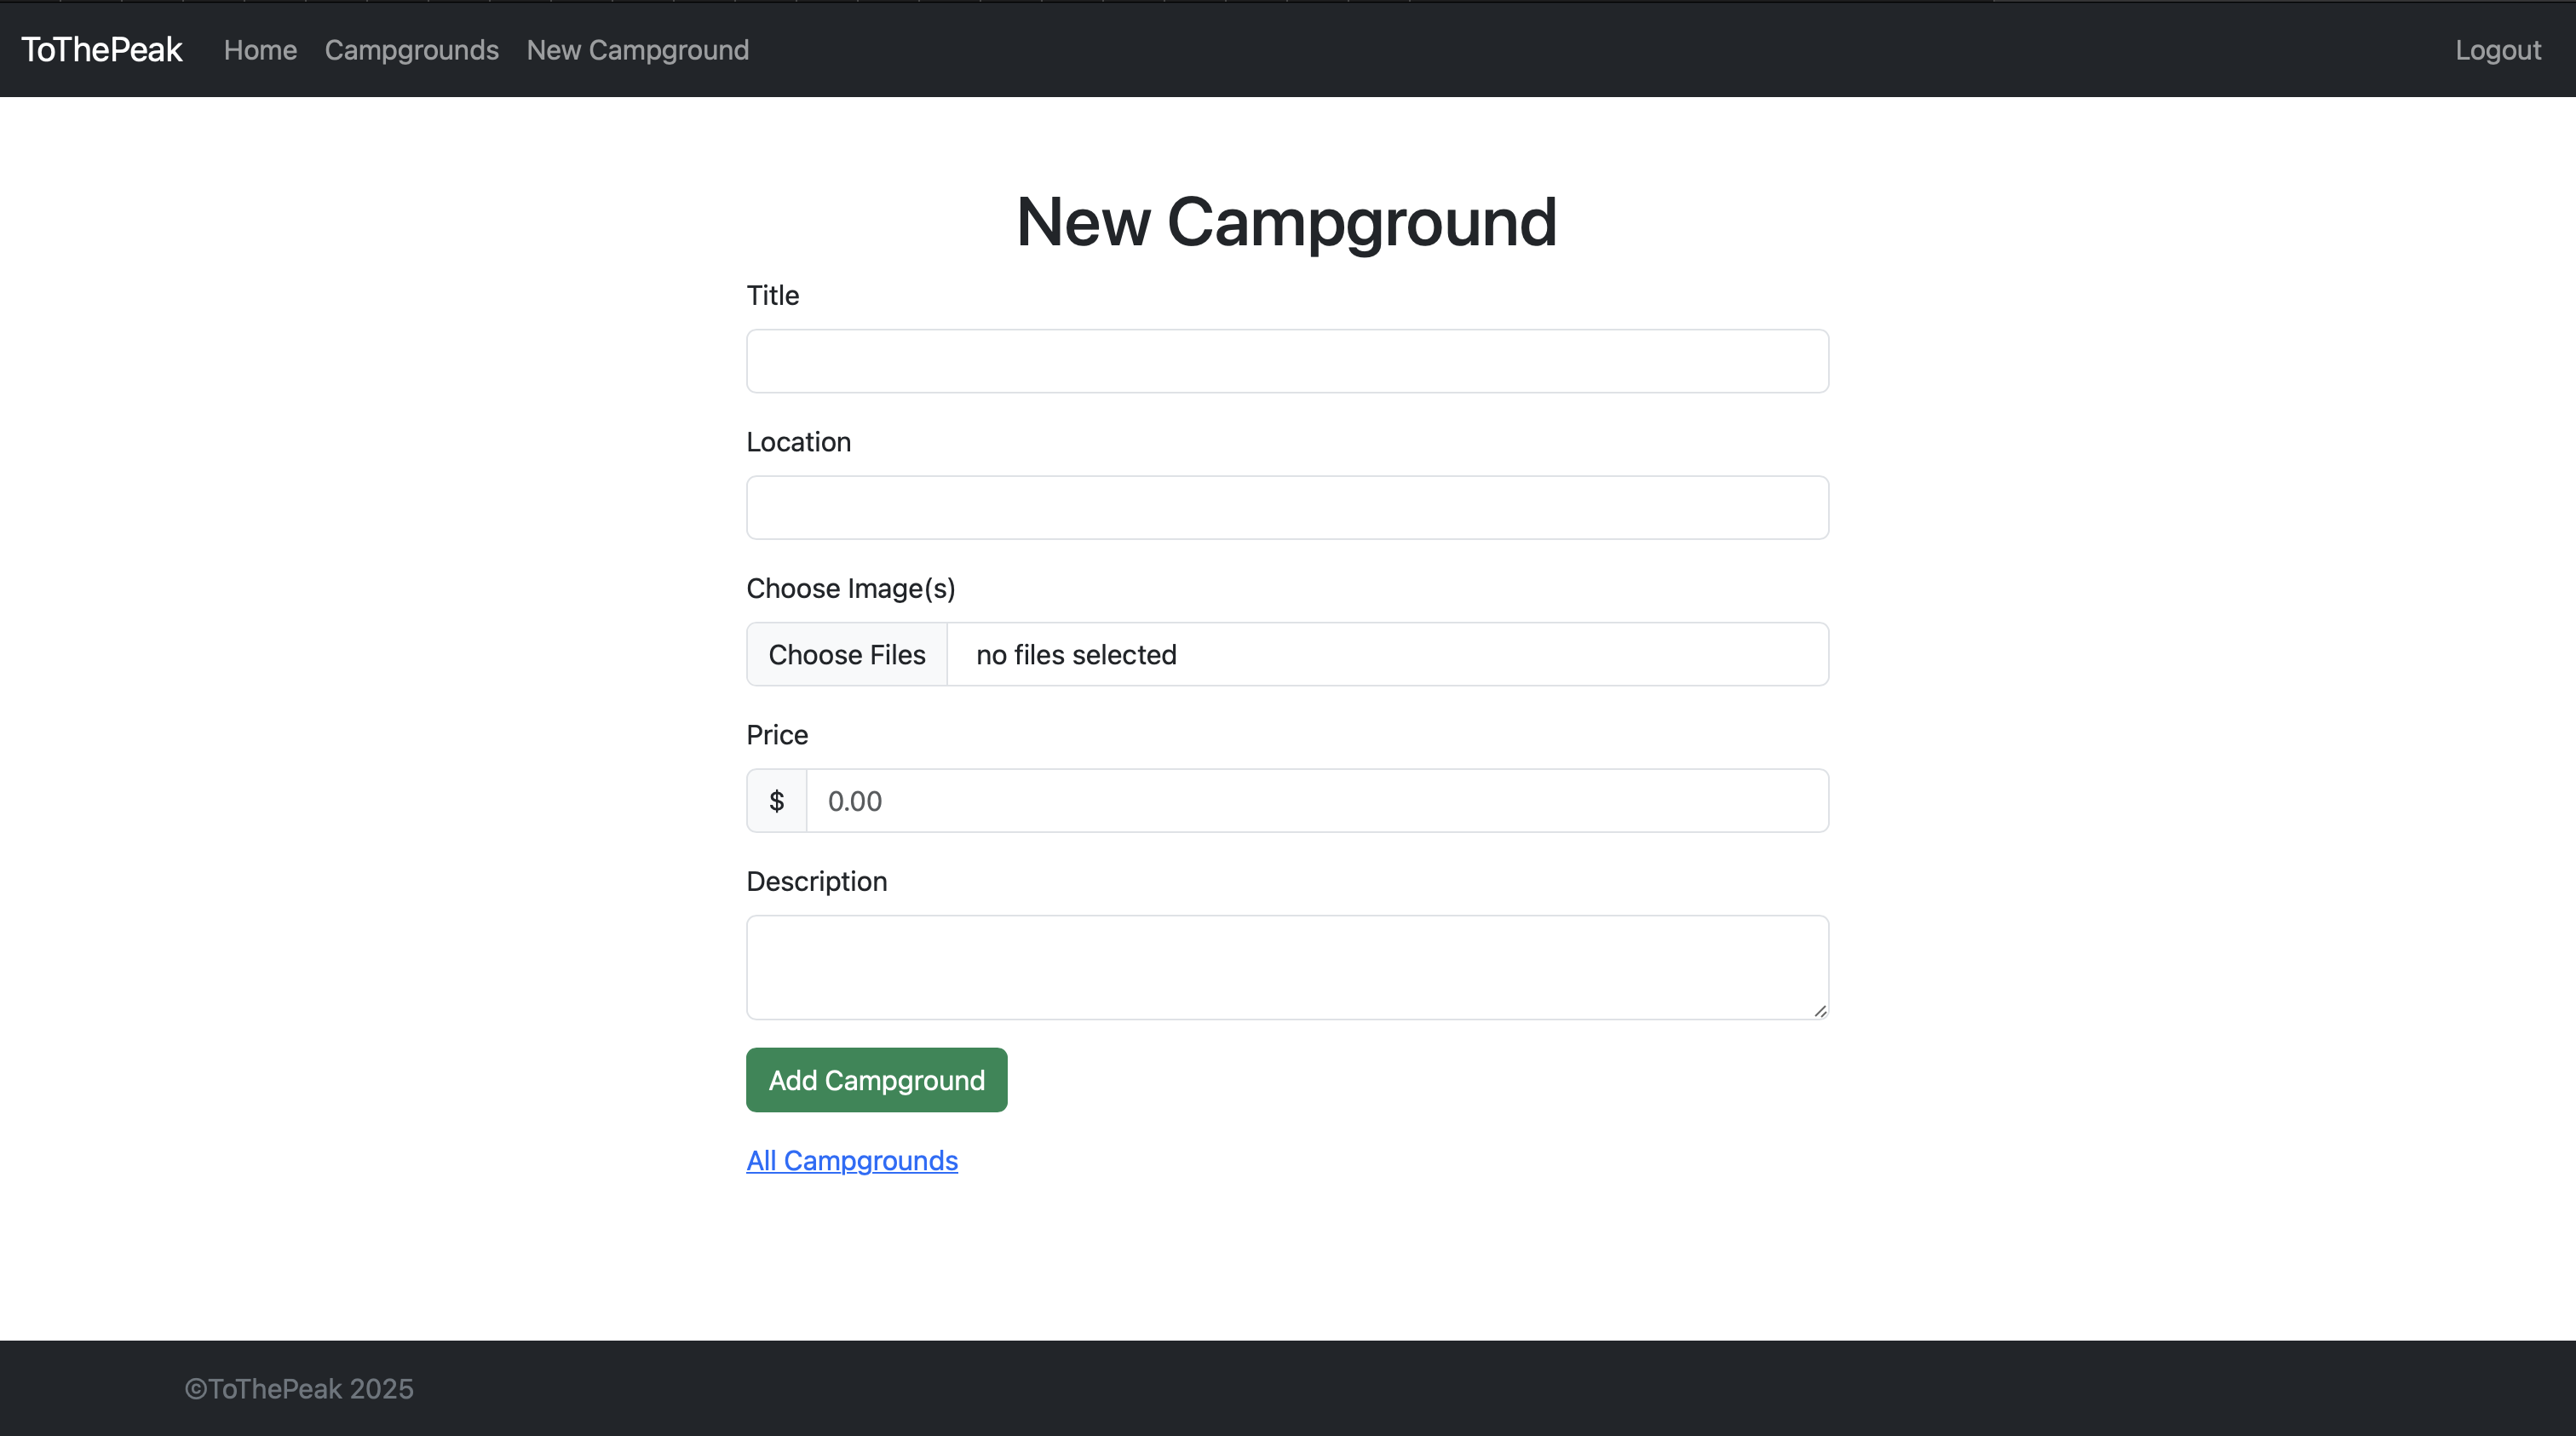 ToThePeak Home Campgrounds New Campground Logout
New Campground
Title
Location
Choose Image(s)
Choose Files no files selected
Price
$ 0.00
Description
Add Campground
All Campgrounds
©ToThePeak 2025